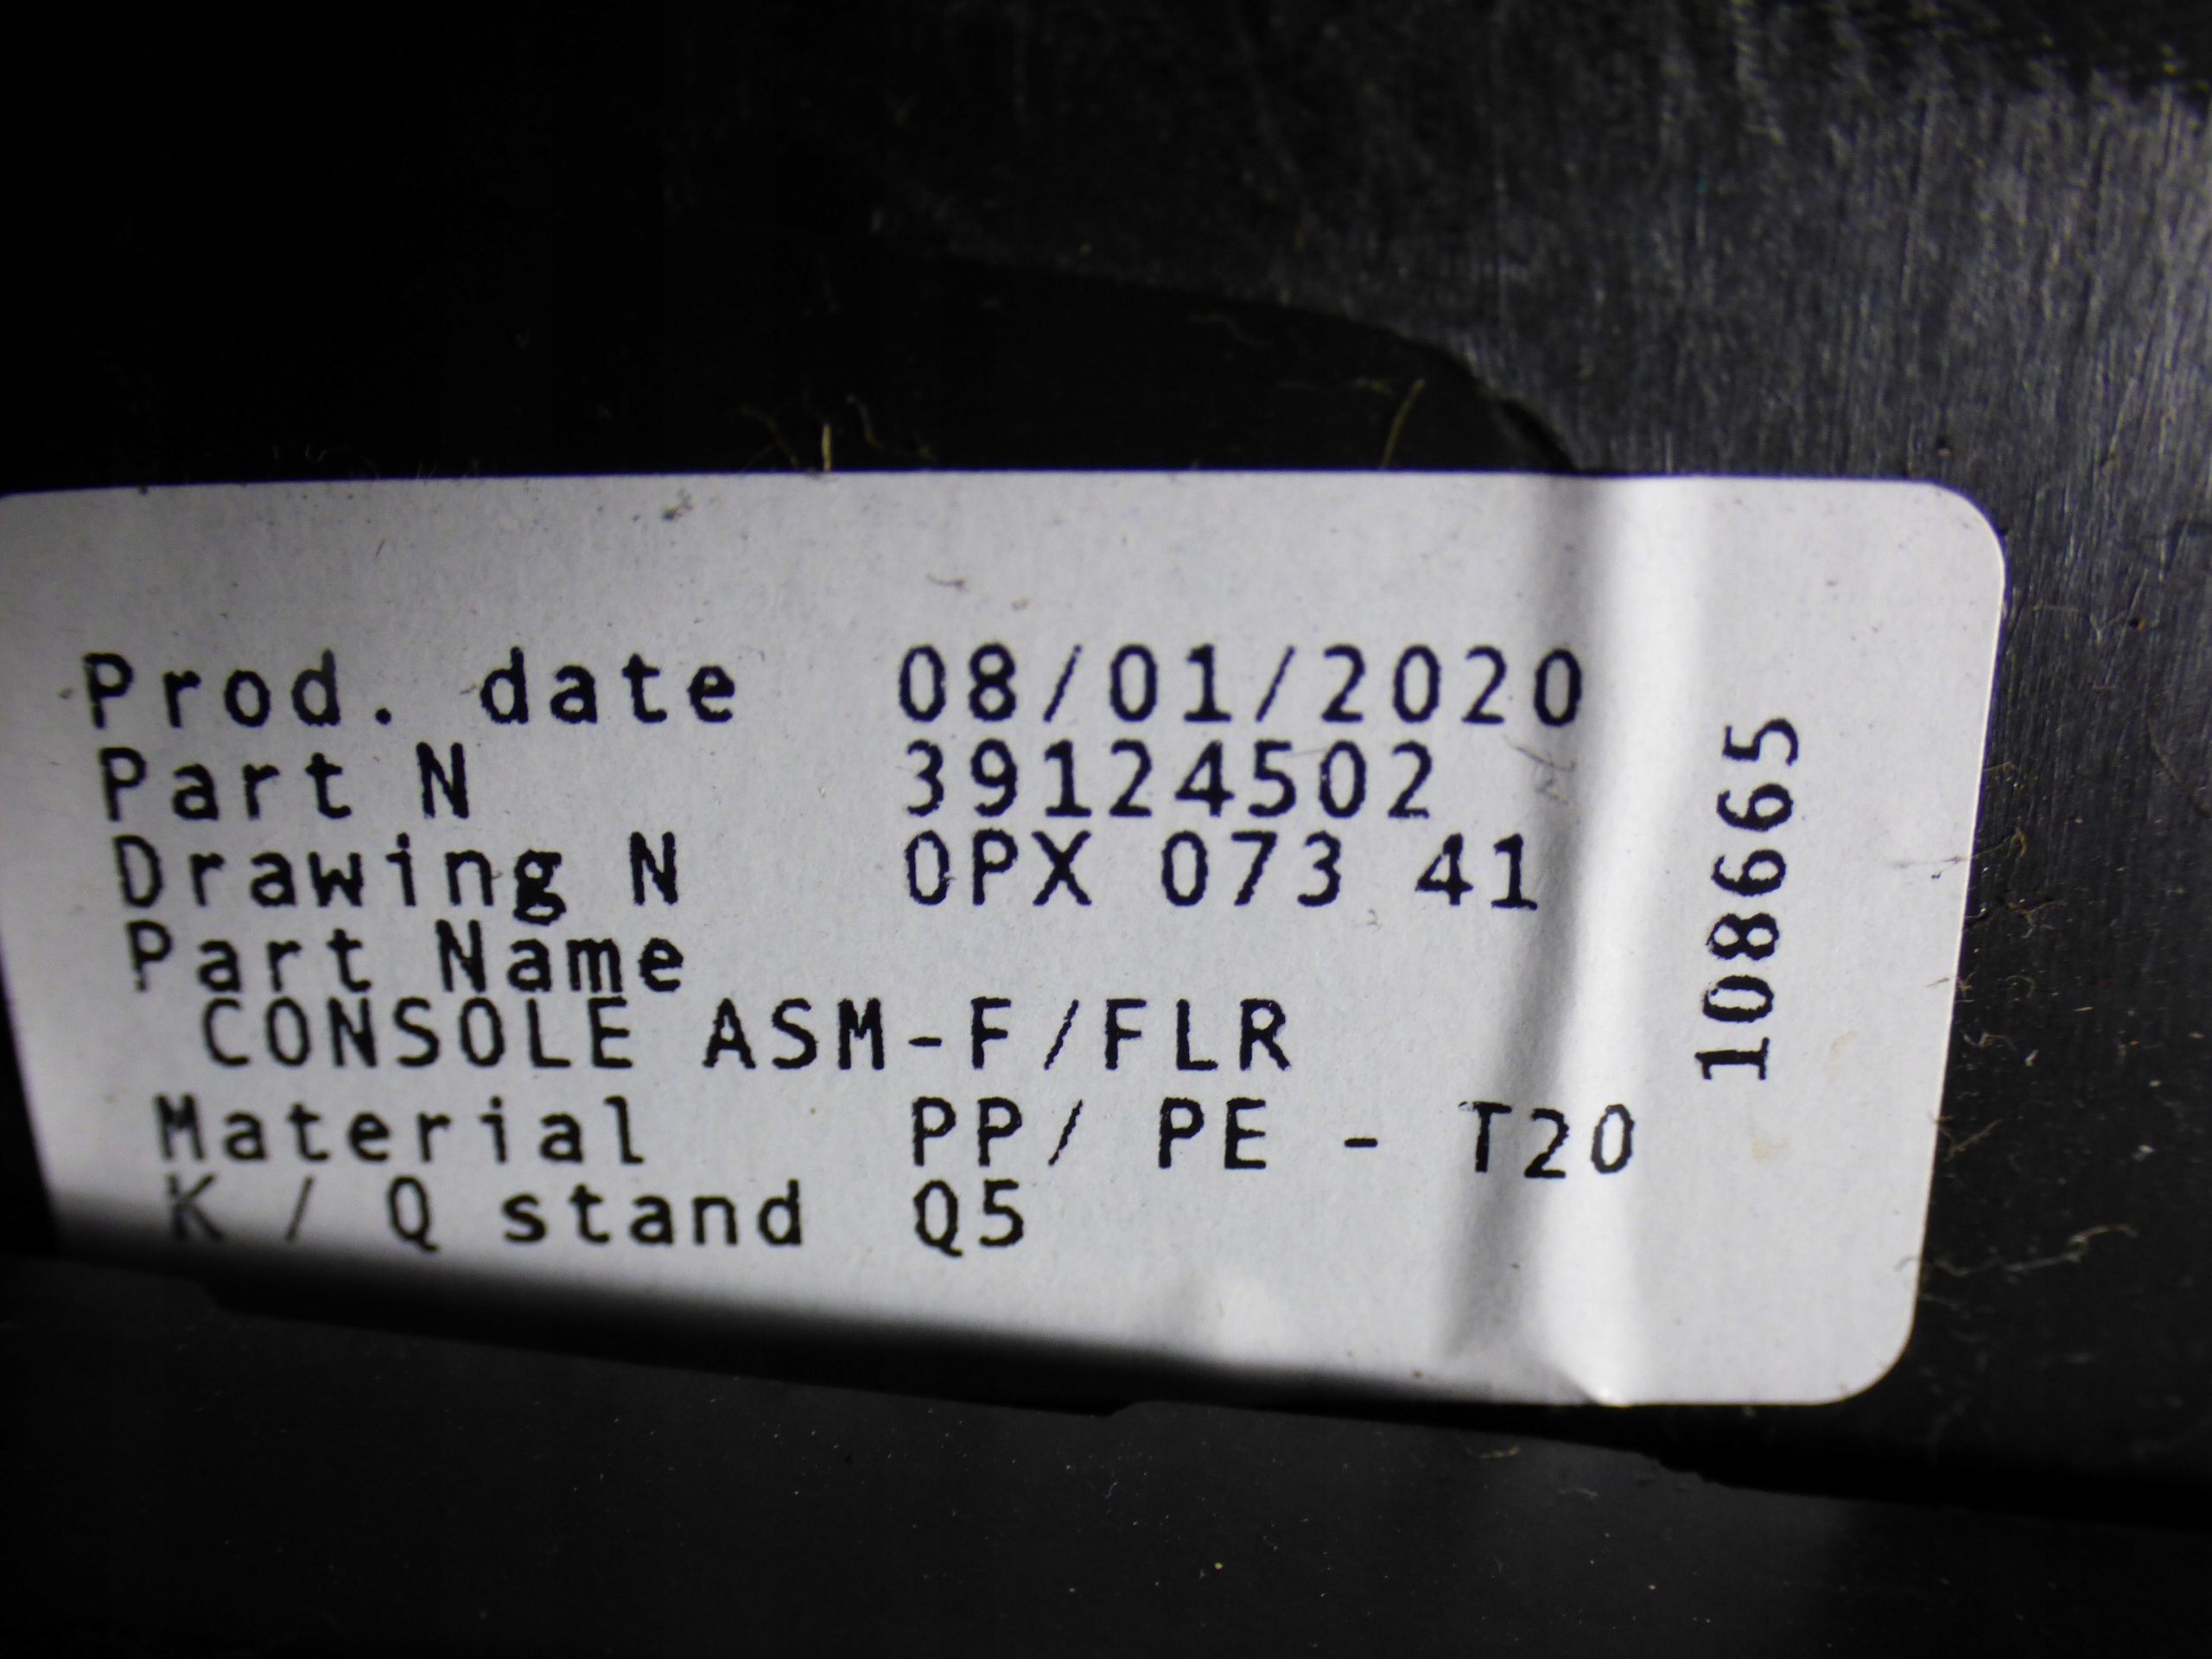 Prod. date 08/01/2020
Part N 39124502
Drawing N 0PX 073 41
Part Name
CONSOLE ASM-F/FLR
Material PP/ PE - T20
K / Q stand Q5
108665